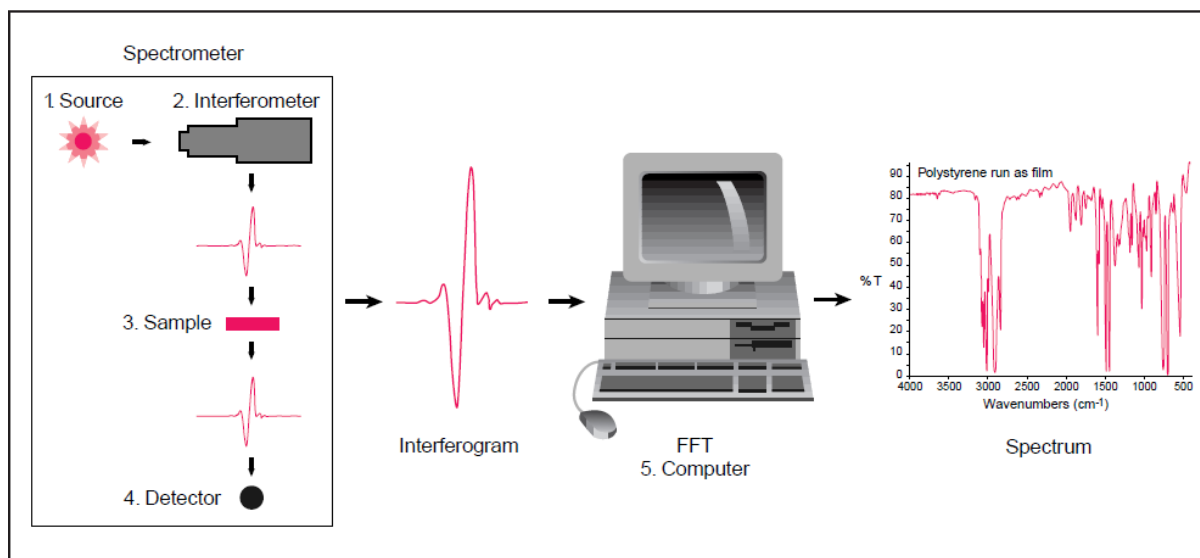 Spectrometer
1. Source
2. Interferometer
3. Sample
4. Detector
Interferogram
FFT
5. Computer
Polystyrene run as film
%T
90
80
70
60
50
40
30
20
10
0
4000 3500 3000 2500 2000 1500 1000 500
Wavenumbers (cm-1)
Spectrum